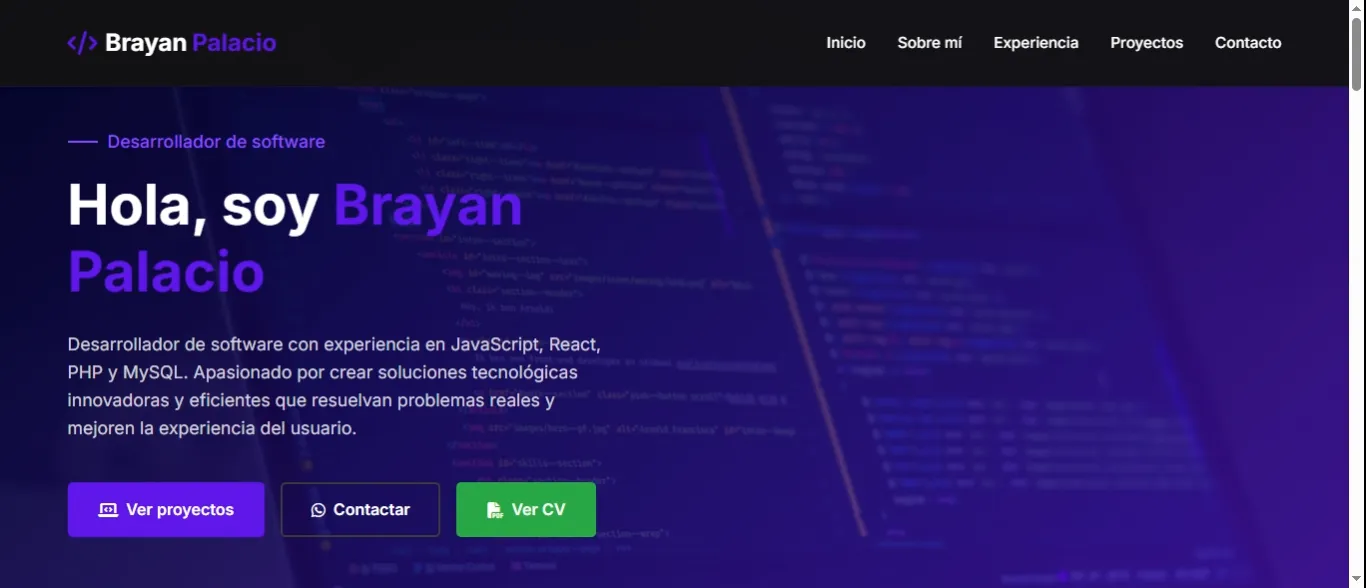 </> Brayan Palacio
Inicio Sobre mí Experiencia Proyectos Contacto
Desarrollador de software
Hola, soy Brayan
Palacio
Desarrollador de software con experiencia en JavaScript, React,
PHP y MySQL. Apasionado por crear soluciones tecnológicas
innovadoras y eficientes que resuelvan problemas reales y
mejoren la experiencia del usuario.
Ver proyectos Contactar Ver CV